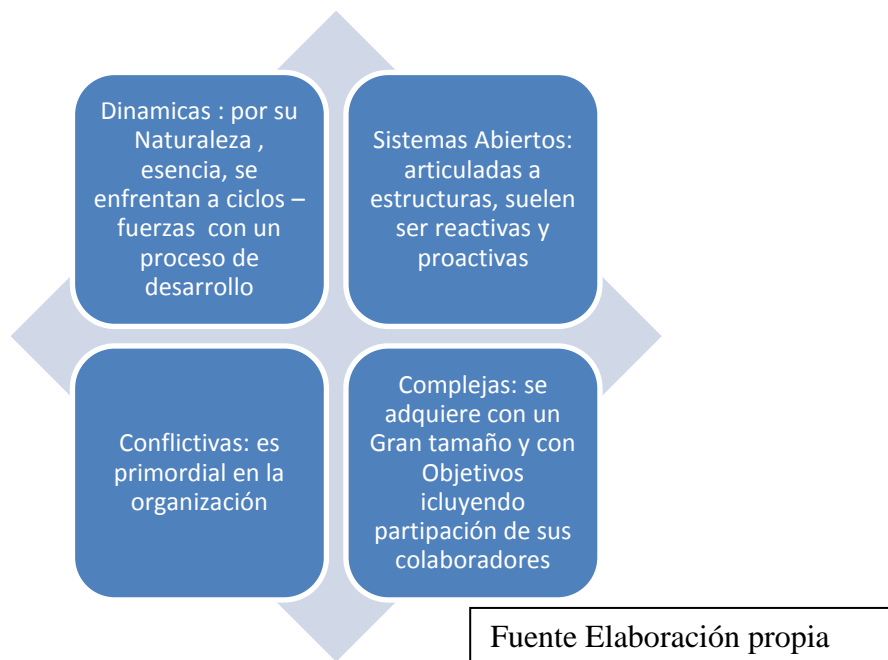 Dinamicas : por su
Naturaleza ,
esencia, se
enfrentan a ciclos –
fuerzas con un
proceso de
desarrollo
Sistemas Abiertos:
articuladas a
estructuras, suelen
ser reactivas y
proactivas
Conflictivas: es
primordial en la
organización
Complejas: se
adquiere con un
Gran tamaño y con
Objetivos
icluyendo
partipación de sus
colaboradores
Fuente Elaboración propia